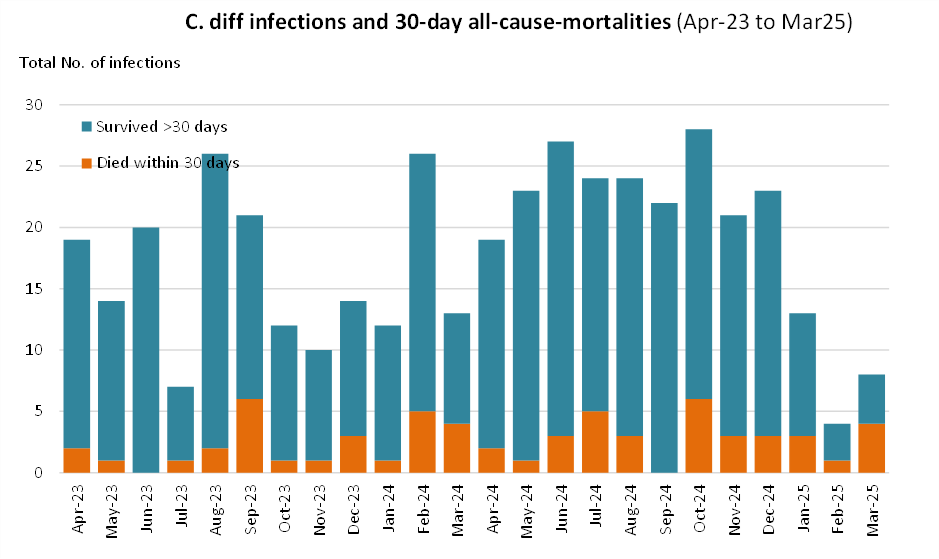 C. diff infections and 30-day all-cause-mortalities (Apr-23 to Mar25)
Total No. of infections
30
Survived >30 days
Died within 30 days
25
20
15
10
5
0
Apr-23
May-23
Jun-23
Jul-23
Aug-23
Sep-23
Oct-23
Nov-23
Dec-23
Jan-24
Feb-24
Mar-24
Apr-24
May-24
Jun-24
Jul-24
Aug-24
Sep-24
Oct-24
Nov-24
Dec-24
Jan-25
Feb-25
Mar-25